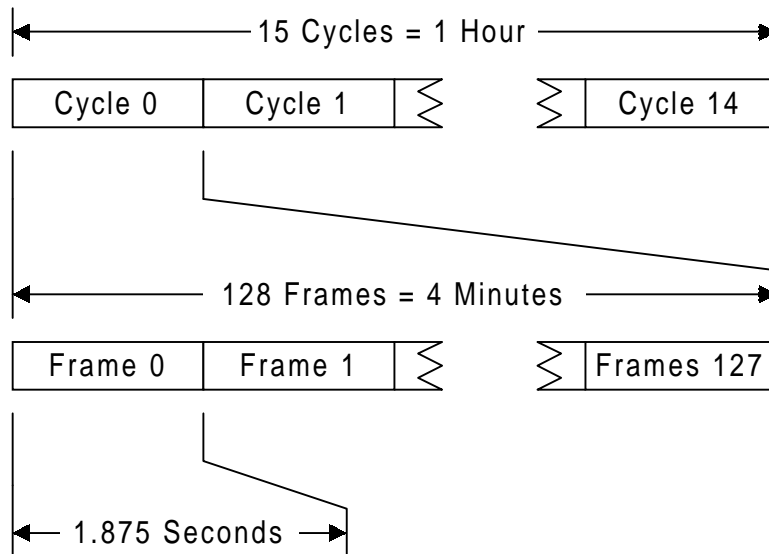 15 Cycles = 1 Hour
Cycle 0 Cycle 1 Cycle 14
128 Frames = 4 Minutes
Frame 0 Frame 1 Frames 127
1.875 Seconds